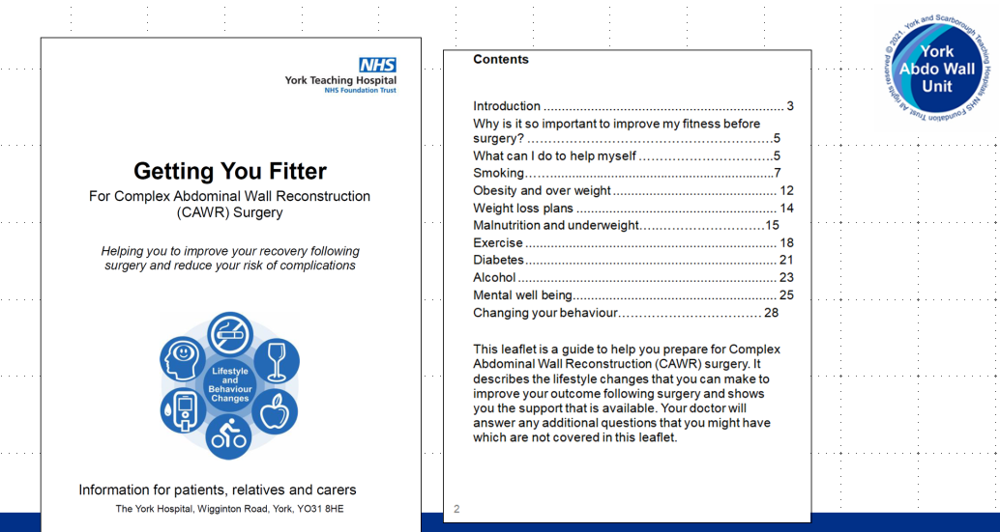 NHS
York Teaching Hospital
NHS Foundation Trust
Getting You Fitter
For Complex Abdominal Wall Reconstruction
(CAWR) Surgery
Helping you to improve your recovery following
surgery and reduce your risk of complications
Lifestyle
and
Behaviour
Changes
Information for patients, relatives and carers
The York Hospital, Wigginton Road, York, YO31 8HE
Contents
Introduction .................................................................. 3
Why is it so important to improve my fitness before
surgery? ……………………………………………………….5
What can I do to help myself ……………………………..5
Smoking…….............................................................7
Obesity and over weight ............................................. 12
Weight loss plans ....................................................... 14
Malnutrition and underweight….……………………….15
Exercise ..................................................................... 18
Diabetes..................................................................... 21
Alcohol ....................................................................... 23
Mental well being........................................................ 25
Changing your behaviour.……………………………. 28
This leaflet is a guide to help you prepare for Complex
Abdominal Wall Reconstruction (CAWR) surgery. It
describes the lifestyle changes that you can make to
improve your outcome following surgery and shows
you the support that is available. Your doctor will
answer any additional questions that you might have
which are not covered in this leaflet.
2
York
Abdo Wall
Unit
© 2021. York and Scarborough Teaching Hospitals NHS Foundation Trust. All rights reserved